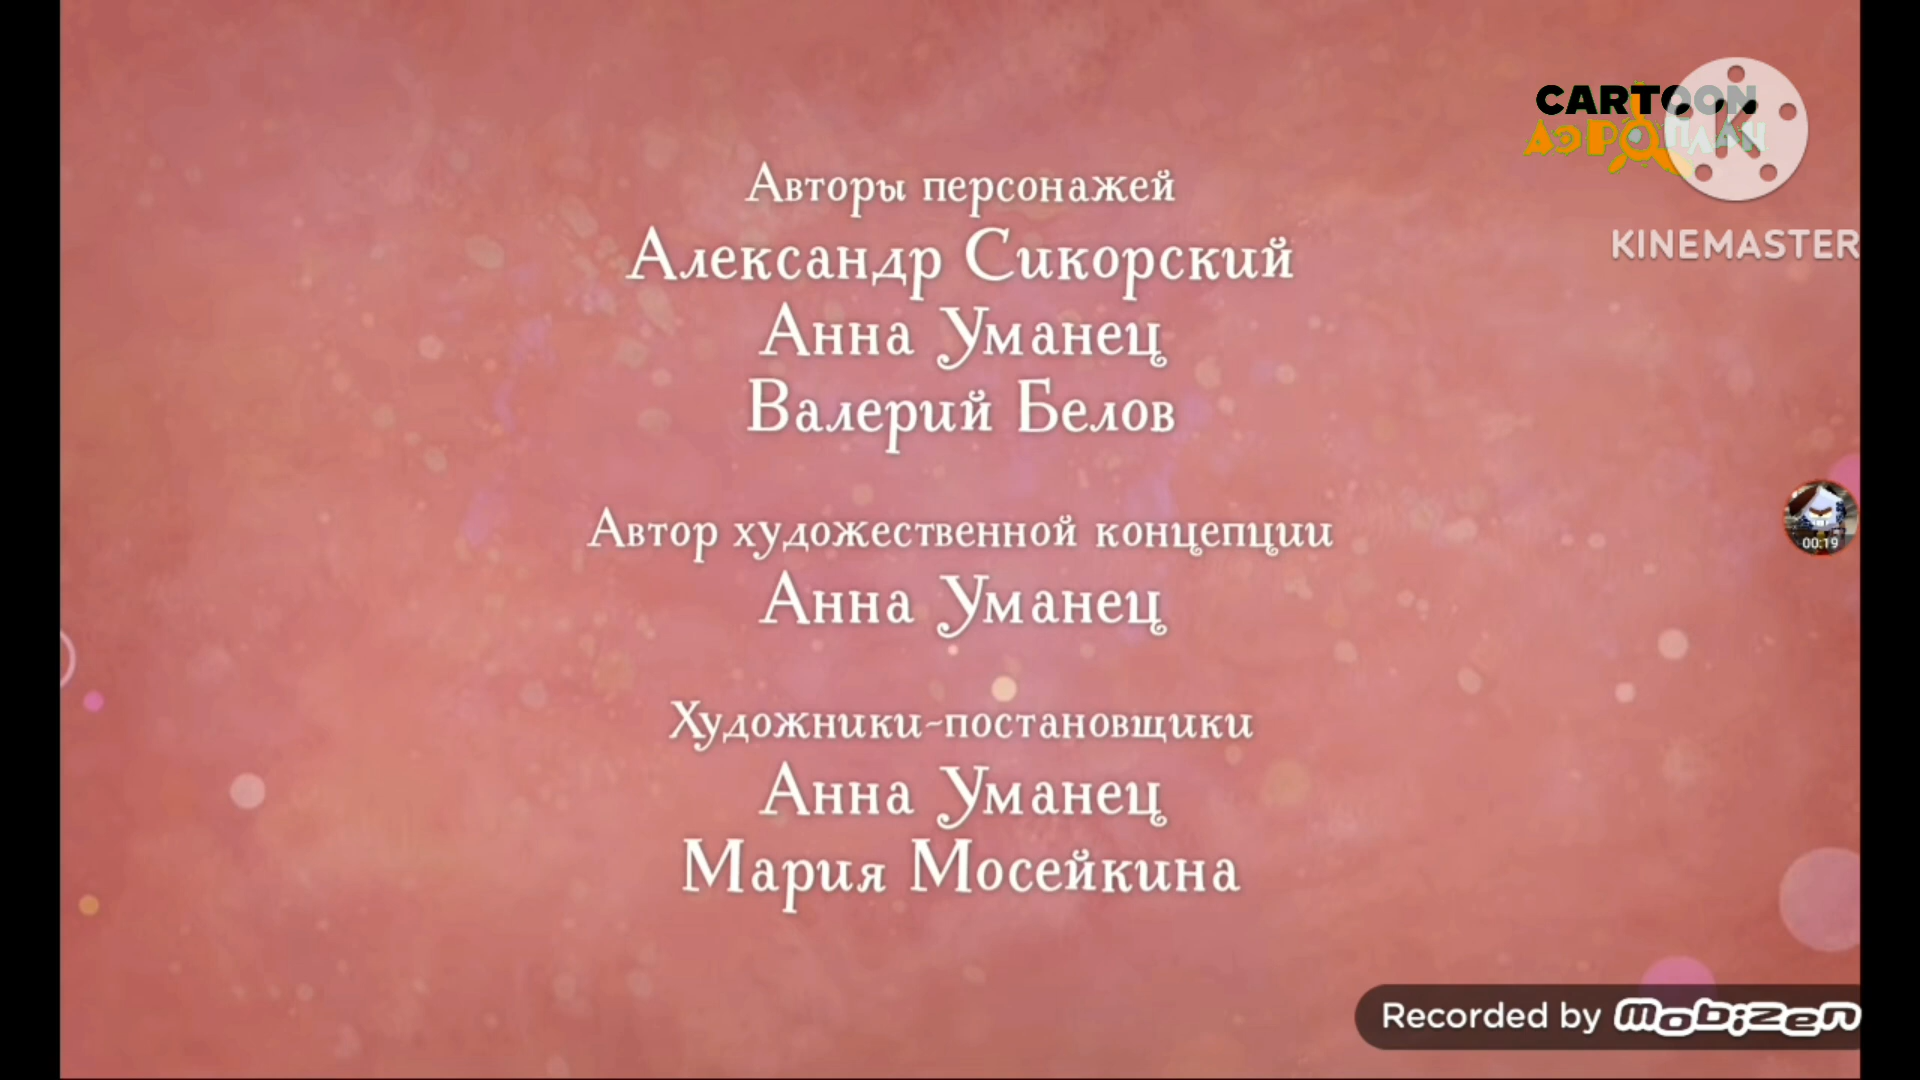 CARTOON
АЭРОПЛАН
K
KINEMASTER
Авторы персонажей
Александр Сикорский
Анна Уманец
Валерий Белов
Автор художественной концепции
Анна Уманец
00:19
Художники-постановщики
Анна Уманец
Мария Мосейкина
Recorded by mobizen